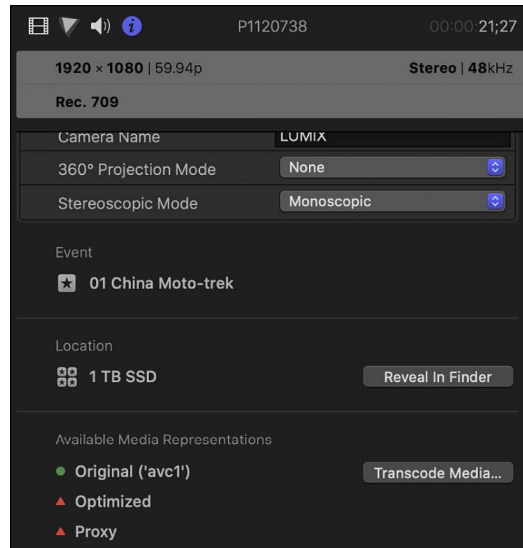 P1120738 00:00:21;27
1920 × 1080 | 59.94p Stereo | 48kHz
Rec. 709
Camera Name LUMIX
360° Projection Mode None
Stereoscopic Mode Monoscopic
Event
01 China Moto-trek
Location
1 TB SSD Reveal In Finder
Available Media Representations
Original ('avc1') Transcode Media...
Optimized
Proxy